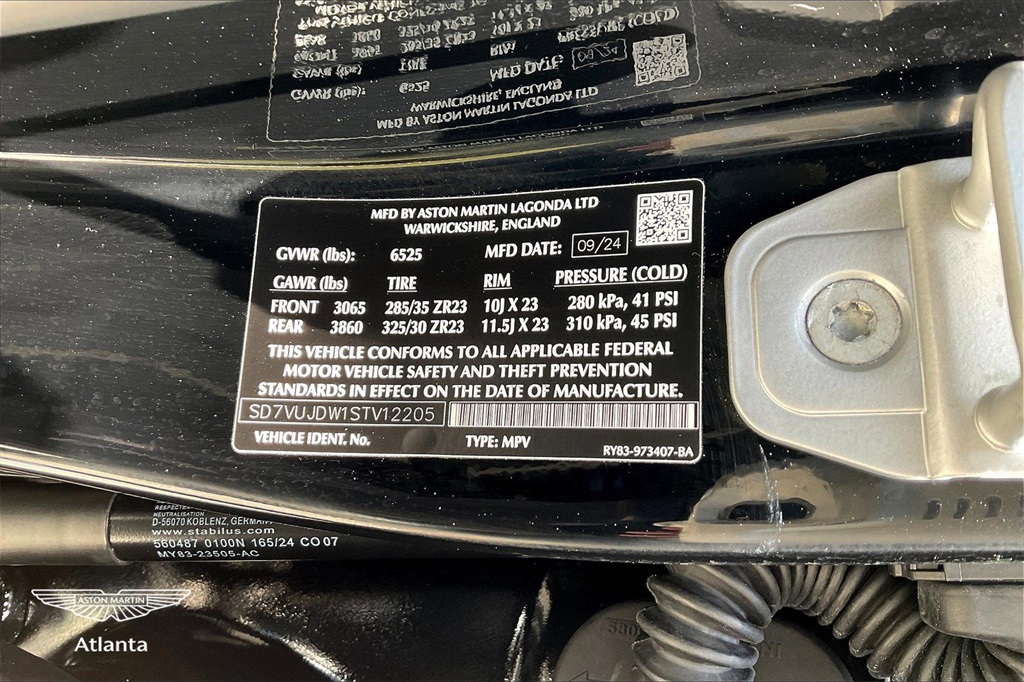 MFD BY ASTON MARTIN LAGONDA LTD
WARWICKSHIRE, ENGLAND
GVWR (lbs): 6525 MFD DATE: 09/24
GAWR (lbs) TIRE RIM PRESSURE (COLD)
FRONT 3065 285/35 ZR23 10J X 23 280 kPa, 41 PSI
REAR 3860 325/30 ZR23 11.5J X 23 310 kPa, 45 PSI
THIS VEHICLE CONFORMS TO ALL APPLICABLE FEDERAL
MOTOR VEHICLE SAFETY AND THEFT PREVENTION
STANDARDS IN EFFECT ON THE DATE OF MANUFACTURE.
SD7VUJDW1STV12205
VEHICLE IDENT. No. TYPE: MPV RY83-973407-BA
NEUTRALISATION
D-56070 KOBLENZ, GERMANY
www.stabilus.com
560487 0100N 165/24 CO 07
MY83-23505-AC
ASTON MARTIN
Atlanta